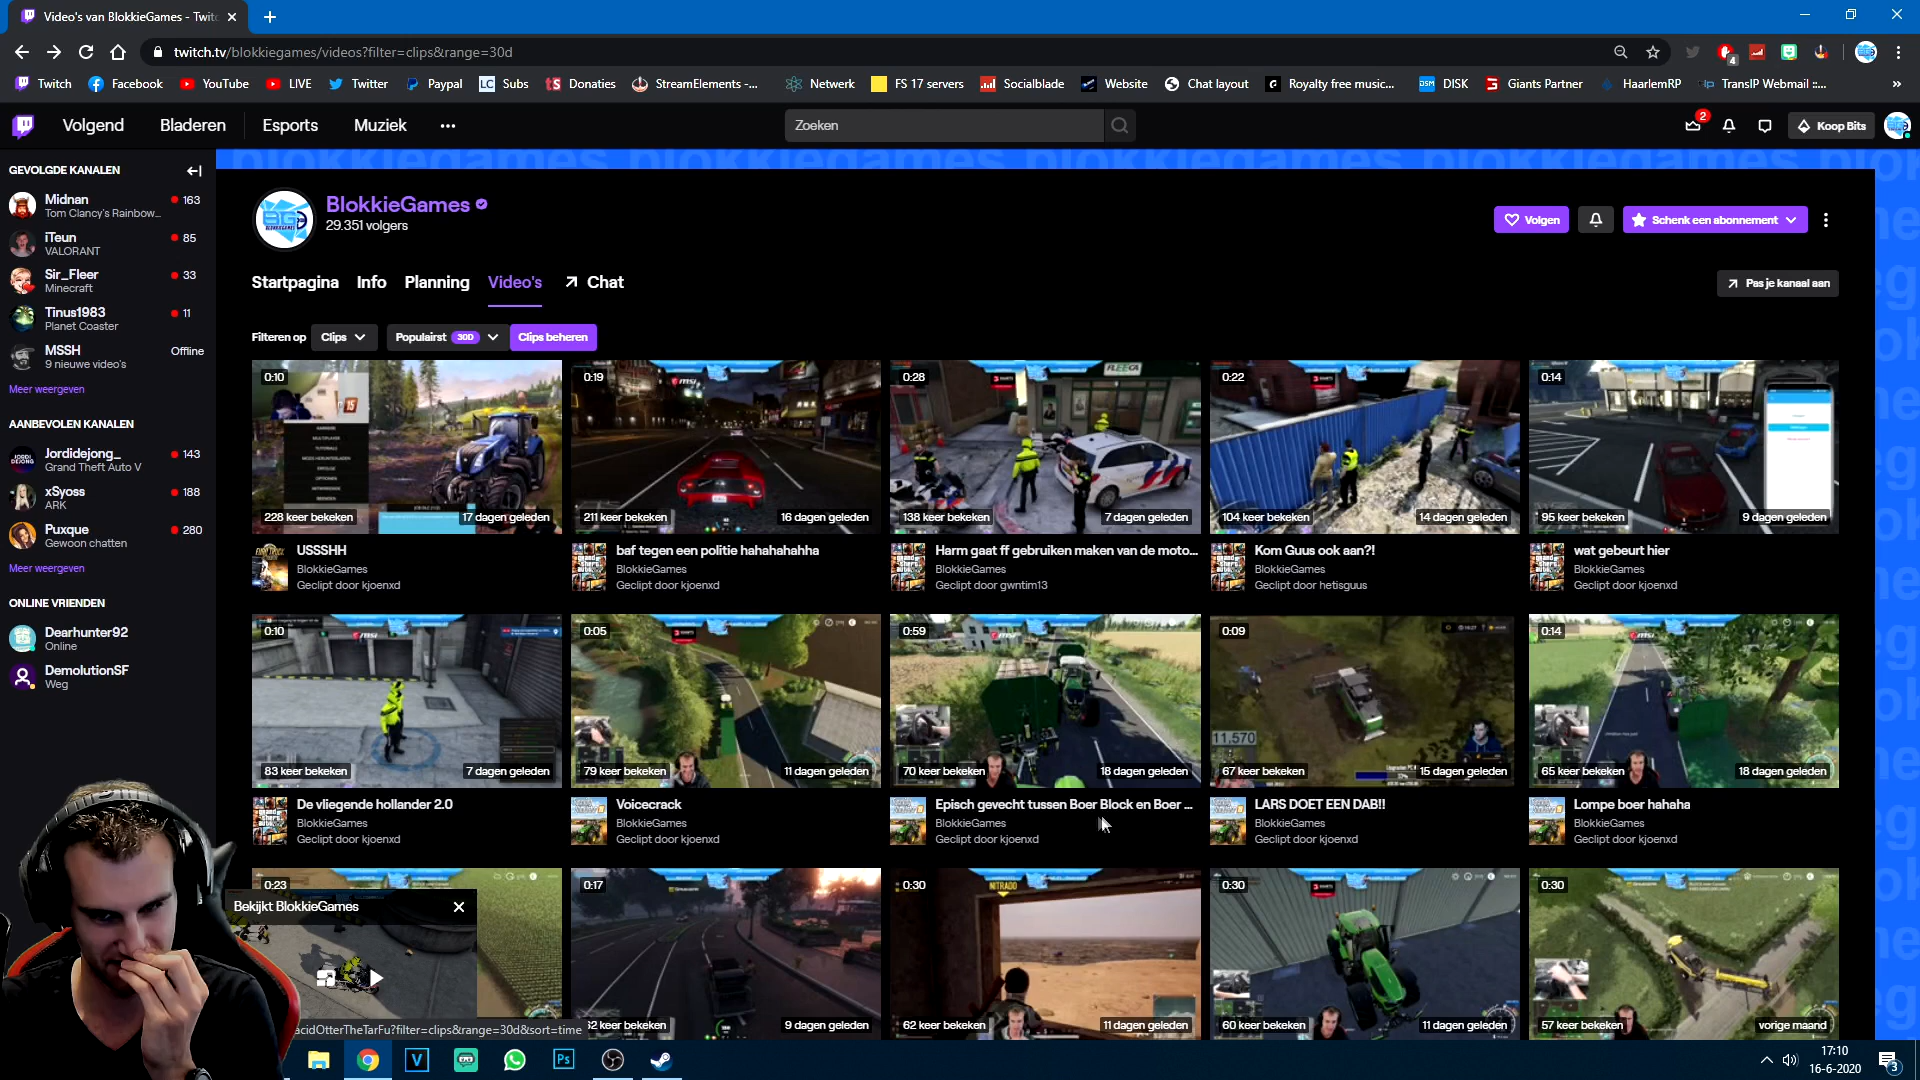 Video's van BlokkieGames - Twitc
twitch.tv/blokkiegames/videos?filter=clips&range=30d
4
Twitch
Facebook
YouTube
LIVE
Twitter
Paypal
LC Subs
Donaties
StreamElements -...
Netwerk
FS 17 servers
Socialblade
Website
Chat layout
Royalty free music...
DISK
Giants Partner
HaarlemRP
TransIP Webmail ::...
Volgend
Bladeren
Esports
Muziek
Zoeken
2
Koop Bits
blokkiegames blokkiegames blokkiegames blokkiegames
GEVOLGDE KANALEN
Midnan
163
Tom Clancy's Rainbow...
iTeun
85
VALORANT
Sir_Fleer
33
Minecraft
Tinus1983
11
Planet Coaster
MSSH
Offline
9 nieuwe video's
Meer weergeven
AANBEVOLEN KANALEN
Jordidejong_
143
Grand Theft Auto V
xSyoss
188
ARK
Puxque
280
Gewoon chatten
Meer weergeven
ONLINE VRIENDEN
Dearhunter92
Online
DemolutionSF
Weg
BlokkieGames
29.351 volgers
Volgen
Schenk een abonnement
Startpagina
Info
Planning
Video's
Chat
Pas je kanaal aan
Filteren op
Clips
Populairst 30D
Clips beheren
0:10
228 keer bekeken
17 dagen geleden
USSSHH
BlokkieGames
Geclipt door kjoenxd
0:19
211 keer bekeken
16 dagen geleden
baf tegen een politie hahahahahha
BlokkieGames
Geclipt door kjoenxd
0:28
FLEECA
138 keer bekeken
7 dagen geleden
Harm gaat ff gebruiken maken van de moto...
BlokkieGames
Geclipt door gwntim13
0:22
104 keer bekeken
14 dagen geleden
Kom Guus ook aan?!
BlokkieGames
Geclipt door hetisguus
0:14
95 keer bekeken
9 dagen geleden
wat gebeurt hier
BlokkieGames
Geclipt door kjoenxd
0:10
83 keer bekeken
7 dagen geleden
De vliegende hollander 2.0
BlokkieGames
Geclipt door kjoenxd
0:05
79 keer bekeken
11 dagen geleden
Voicecrack
BlokkieGames
Geclipt door kjoenxd
0:59
70 keer bekeken
18 dagen geleden
Episch gevecht tussen Boer Block en Boer ...
BlokkieGames
Geclipt door kjoenxd
0:09
11,570
67 keer bekeken
15 dagen geleden
LARS DOET EEN DAB!!
BlokkieGames
Geclipt door kjoenxd
0:14
65 keer bekeken
18 dagen geleden
Lompe boer hahaha
BlokkieGames
Geclipt door kjoenxd
0:23
Bekijkt BlokkieGames
0:17
62 keer bekeken
9 dagen geleden
0:30
NITRADO
62 keer bekeken
11 dagen geleden
0:30
60 keer bekeken
11 dagen geleden
0:30
57 keer bekeken
vorige maand
acidOtterTheTarFu?filter=clips&range=30d&sort=time
17:10
16-6-2020
3